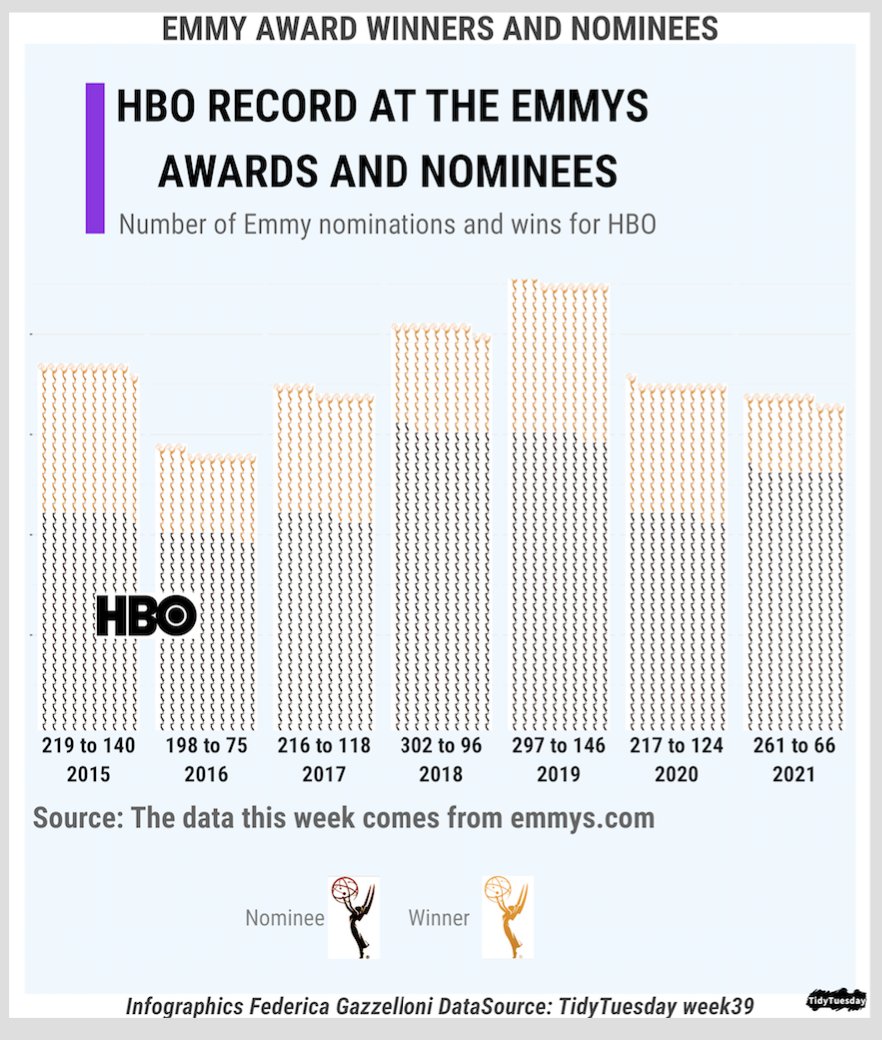 EMMY AWARD WINNERS AND NOMINEES
HBO RECORD AT THE EMMYS
AWARDS AND NOMINEES
Number of Emmy nominations and wins for HBO
HBO
219 to 140 198 to 75 216 to 118 302 to 96 297 to 146 217 to 124 261 to 66
2015 2016 2017 2018 2019 2020 2021
Source: The data this week comes from emmys.com
Nominee Winner
Infographics Federica Gazzelloni DataSource: TidyTuesday week39
TidyTuesday